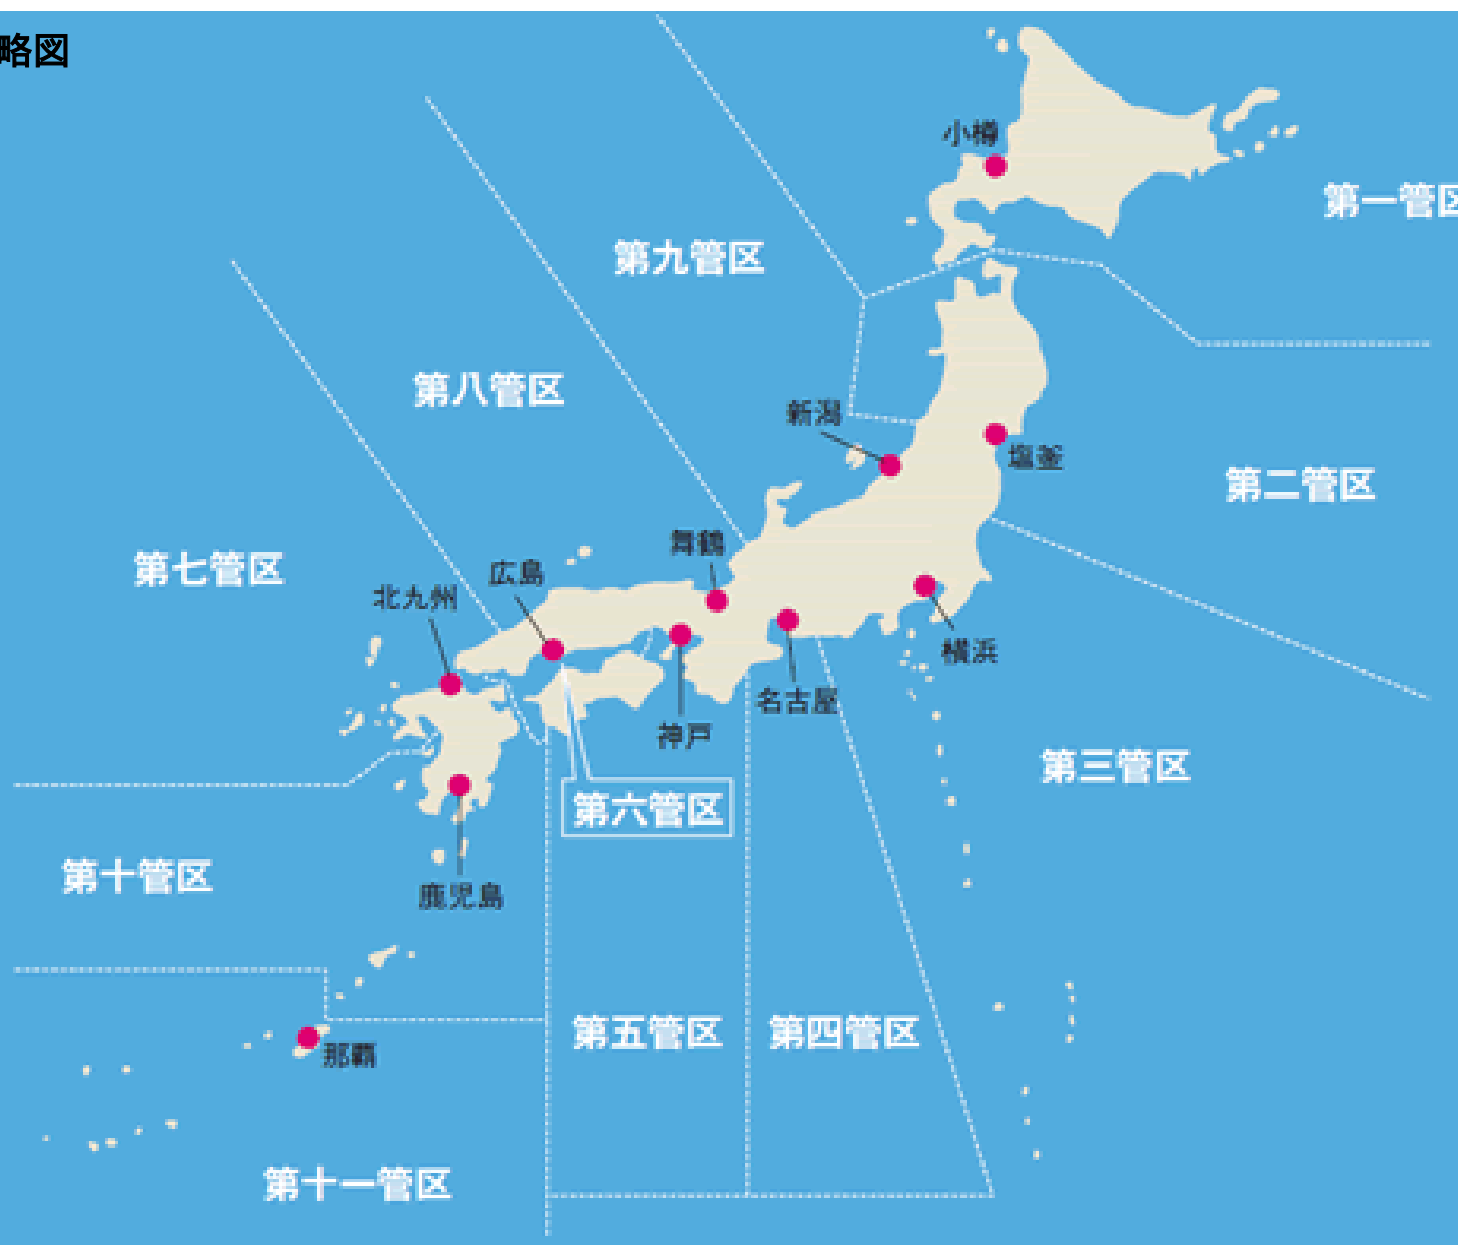 略図
小樽
第一管区
第九管区
第八管区
新潟
塩釜
第二管区
舞鶴
第七管区
広島
北九州
横浜
名古屋
神戸
第三管区
第六管区
第十管区
鹿児島
第五管区
第四管区
那覇
第十一管区